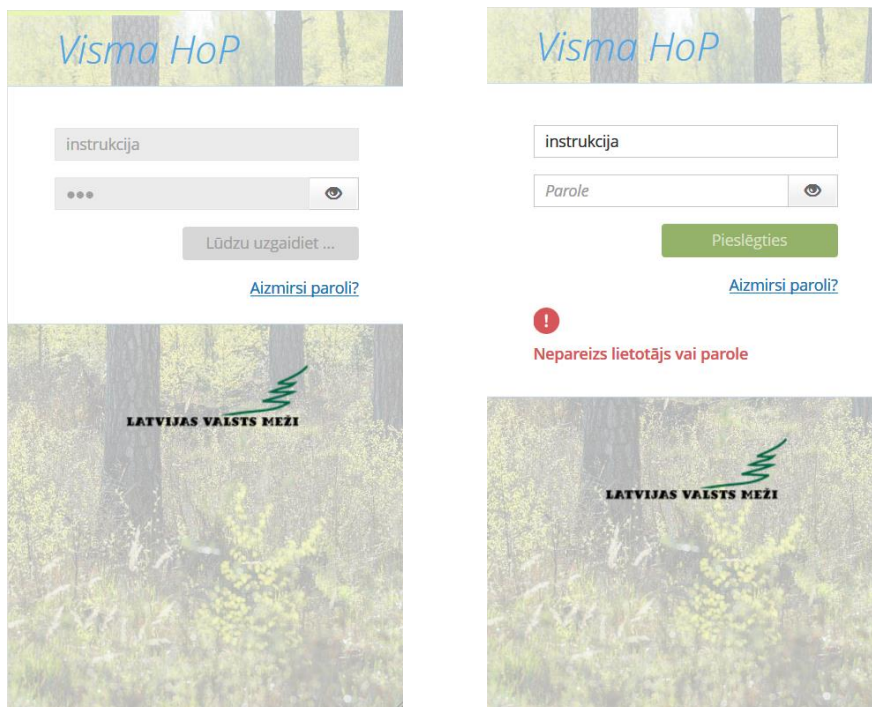 Visma HoP
instrukcija
•••
Lūdzu uzgaidiet ...
Aizmirsi paroli?
LATVIJAS VALSTS MEŽI
Visma HoP
instrukcija
Parole
Pieslēgties
Aizmirsi paroli?
!
Nepareizs lietotājs vai parole
LATVIJAS VALSTS MEŽI